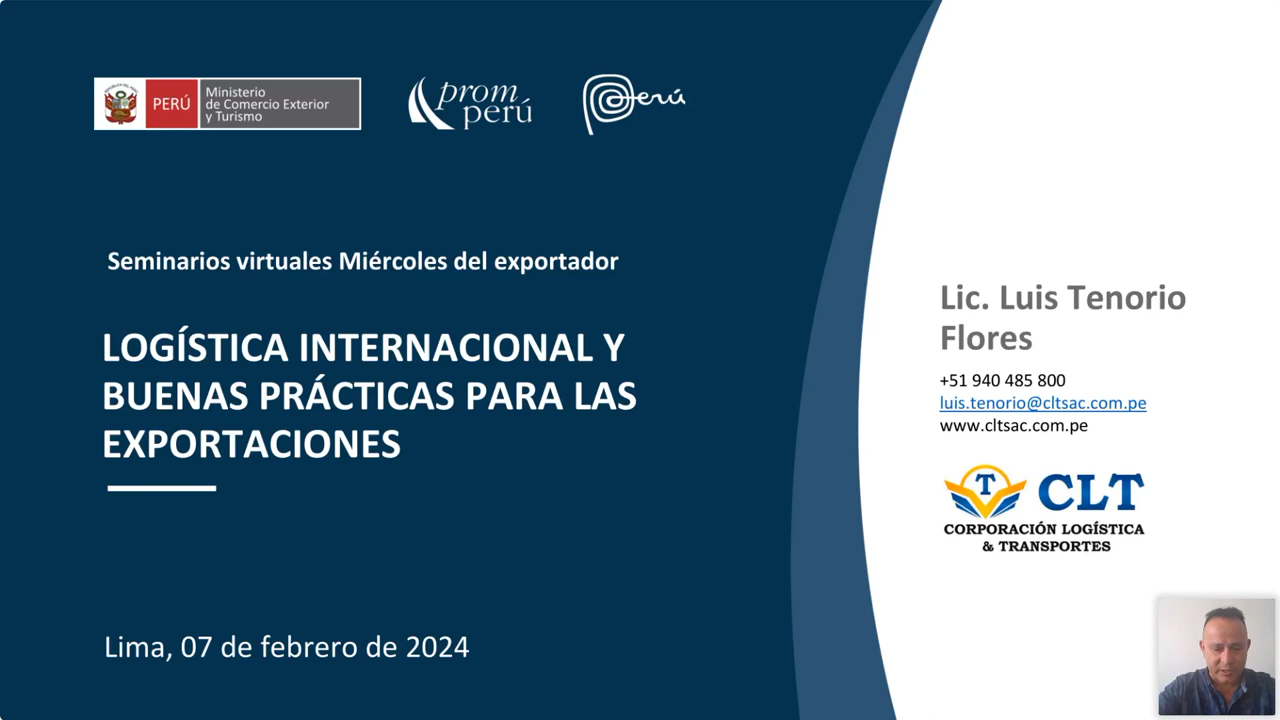 PERÚ
Ministerio
de Comercio Exterior
y Turismo
prom
perú
Perú
Seminarios virtuales Miércoles del exportador
LOGÍSTICA INTERNACIONAL Y
BUENAS PRÁCTICAS PARA LAS
EXPORTACIONES
Lima, 07 de febrero de 2024
Lic. Luis Tenorio
Flores
+51 940 485 800
luis.tenorio@cltsac.com.pe
www.cltsac.com.pe
T CLT
CORPORACIÓN LOGÍSTICA
& TRANSPORTES